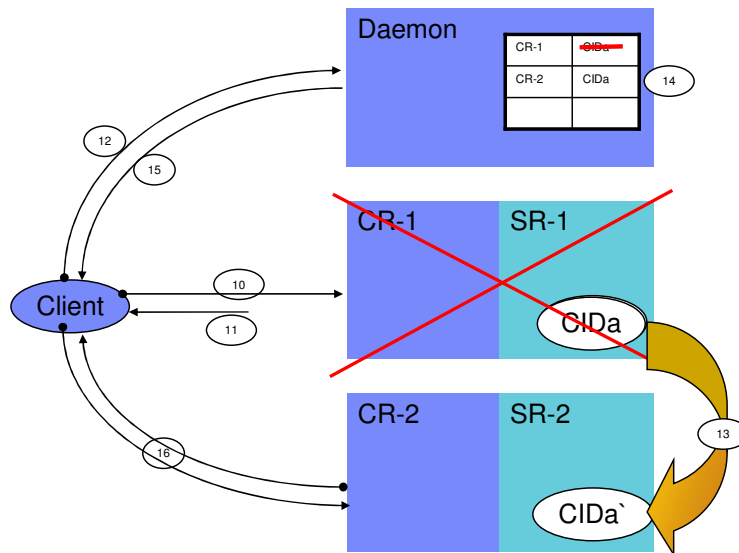 Daemon
CR-1 CIDa
CR-2 CIDa
14
12
15
CR-1 SR-1
10
Client
11
CIDa
CR-2 SR-2
13
16
CIDa`